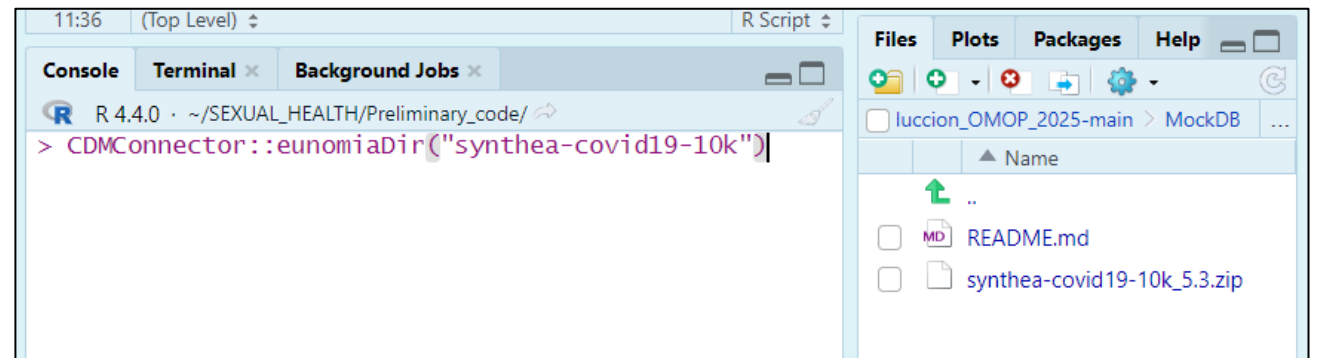 11:36 (Top Level) R Script
Console Terminal Background Jobs
R 4.4.0 · ~/SEXUAL_HEALTH/Preliminary_code/
> CDMConnector::eunomiaDir("synthea-covid19-10k")
Files Plots Packages Help
luccion_OMOP_2025-main > MockDB ...
Name
..
MD README.md
synthea-covid19-10k_5.3.zip